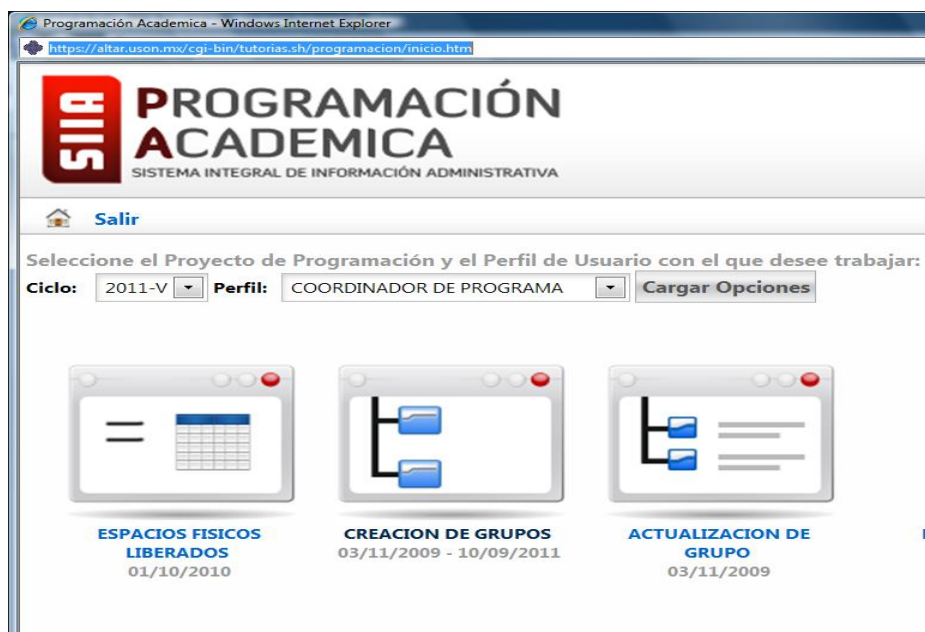 Programación Academica - Windows Internet Explorer
https://altar.uson.mx/cgi-bin/tutorias.sh/programacion/inicio.htm
SIIA
PROGRAMACIÓN
ACADEMICA
SISTEMA INTEGRAL DE INFORMACIÓN ADMINISTRATIVA
Salir
Seleccione el Proyecto de Programación y el Perfil de Usuario con el que desee trabajar:
Ciclo: 2011-V Perfil: COORDINADOR DE PROGRAMA Cargar Opciones
ESPACIOS FISICOS
LIBERADOS
01/10/2010
CREACION DE GRUPOS
03/11/2009 - 10/09/2011
ACTUALIZACION DE
GRUPO
03/11/2009